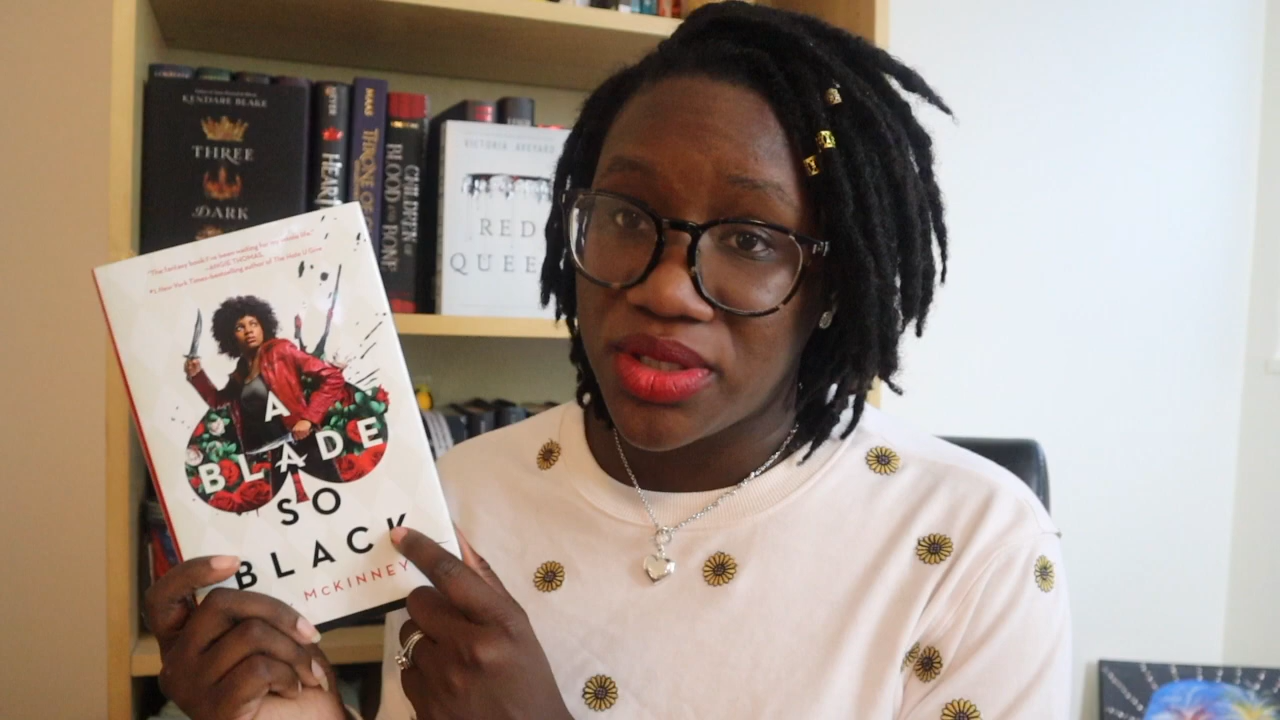 KENDARE BLAKE
THREE
DARK
HEART
MAAS
THRONE OF
CHILDREN of
BLOOD and BONE
VICTORIA AVEYARD
RED
QUEE
"The fantasy book I've been waiting for my whole life."
—ANGIE THOMAS,
#1 New York Times-bestselling author of The Hate U Give
A
BLADE
SO
BLACK
MCKINNEY